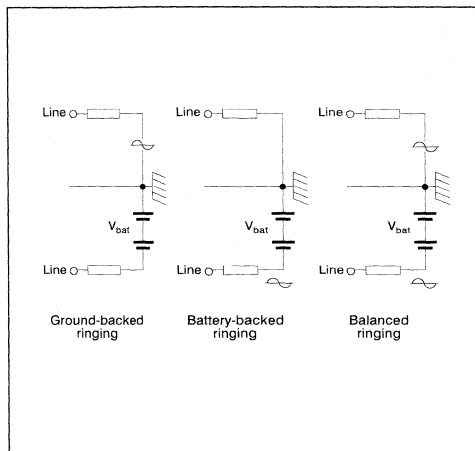 Line
Line
Line
V_bat
V_bat
V_bat
Line
Line
Line
Ground-backed
ringing
Battery-backed
ringing
Balanced
ringing